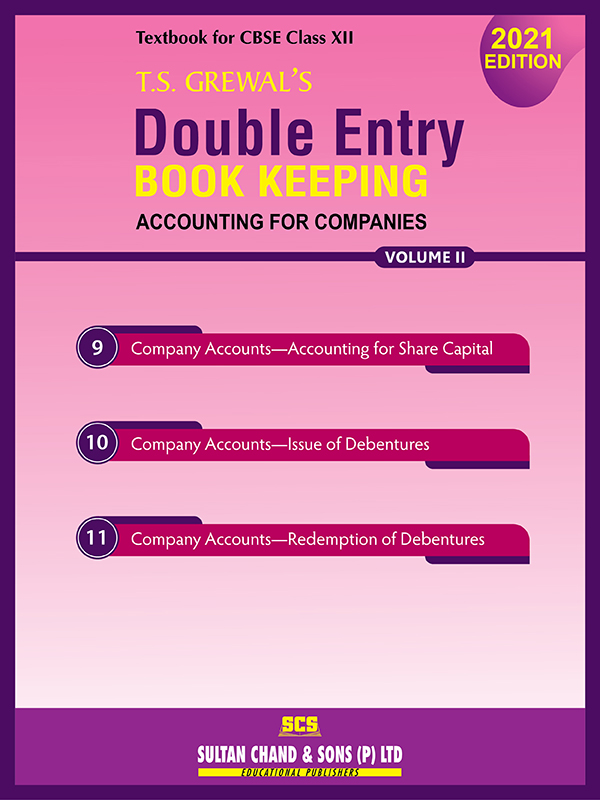 Textbook for CBSE Class XII
2021
EDITION
T.S. GREWAL'S
Double Entry
BOOK KEEPING
ACCOUNTING FOR COMPANIES
VOLUME II
9 Company Accounts—Accounting for Share Capital
10 Company Accounts—Issue of Debentures
11 Company Accounts—Redemption of Debentures
SCS
SULTAN CHAND & SONS (P) LTD
EDUCATIONAL PUBLISHERS